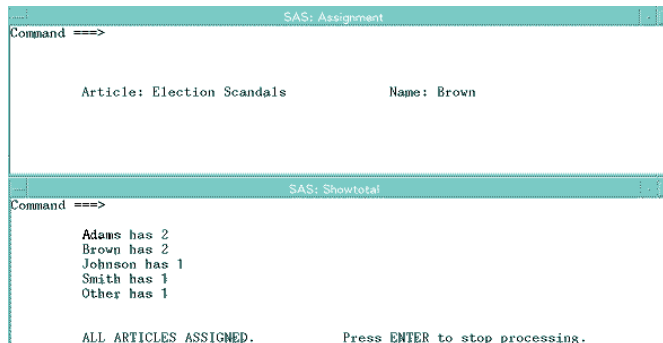 SAS: Assignment
Command ===>
Article: Election Scandals Name: Brown
SAS: Showtotal
Command ===>
Adams has 2
Brown has 2
Johnson has 1
Smith has 1
Other has 1
ALL ARTICLES ASSIGNED. Press ENTER to stop processing.